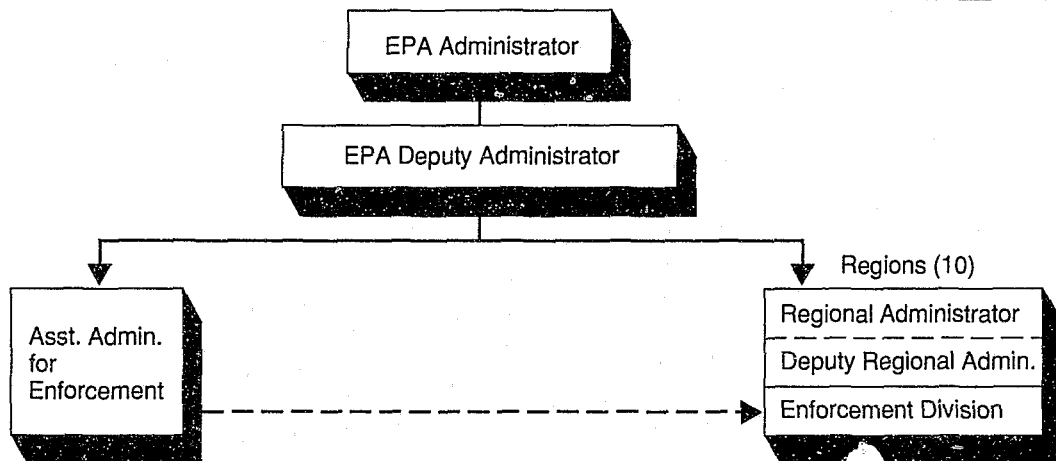 EPA Administrator
EPA Deputy Administrator
Regions (10)
Asst. Admin.
for
Enforcement
Regional Administrator
Deputy Regional Admin.
Enforcement Division